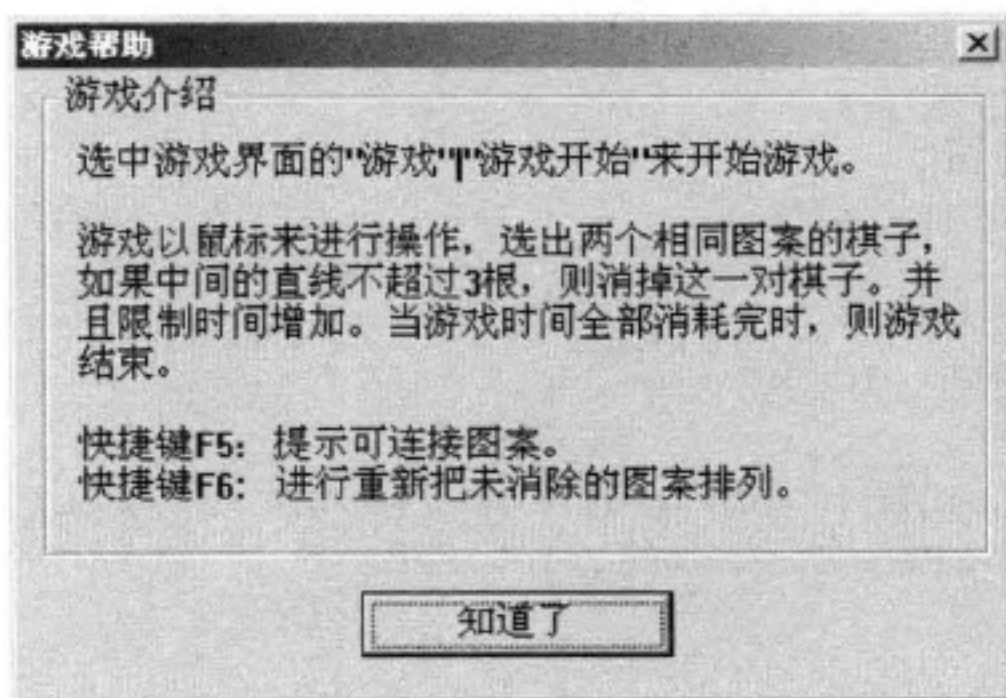 游戏帮助
游戏介绍
选中游戏界面的"游戏"|"游戏开始"来开始游戏。
游戏以鼠标来进行操作，选出两个相同图案的棋子，
如果中间的直线不超过3根，则消掉这一对棋子。并
且限制时间增加。当游戏时间全部消耗完时，则游戏
结束。
快捷键F5：提示可连接图案。
快捷键F6：进行重新把未消除的图案排列。
知道了